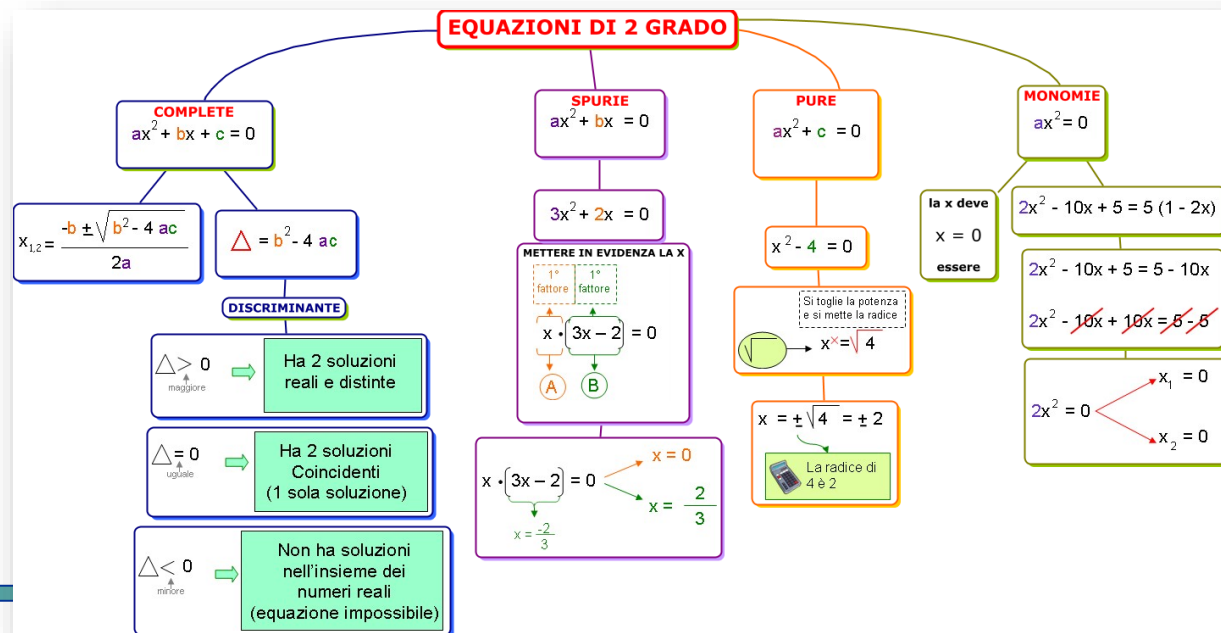 EQUAZIONI DI 2 GRADO
COMPLETE
ax² + bx + c = 0
x₁,₂ = (-b ± √(b² - 4 ac)) / 2a
△ = b² - 4 ac
DISCRIMINANTE
△ > 0
maggiore
Ha 2 soluzioni
reali e distinte
△ = 0
uguale
Ha 2 soluzioni
Coincidenti
(1 sola soluzione)
△ < 0
minore
Non ha soluzioni
nell'insieme dei
numeri reali
(equazione impossibile)
SPURIE
ax² + bx = 0
3x² + 2x = 0
METTERE IN EVIDENZA LA X
1° fattore
1° fattore
x • (3x – 2) = 0
A
B
x • (3x – 2) = 0
x = 0
x = 2/3
x = -2/3
PURE
ax² + c = 0
x² - 4 = 0
Si toglie la potenza
e si mette la radice
√
xˣ = √4
x = ± √4 = ± 2
La radice di
4 è 2
MONOMIE
ax² = 0
la x deve
x = 0
essere
2x² - 10x + 5 = 5 (1 - 2x)
2x² - 10x + 5 = 5 - 10x
2x² - 10x + 10x = 5 - 5
2x² = 0
x₁ = 0
x₂ = 0